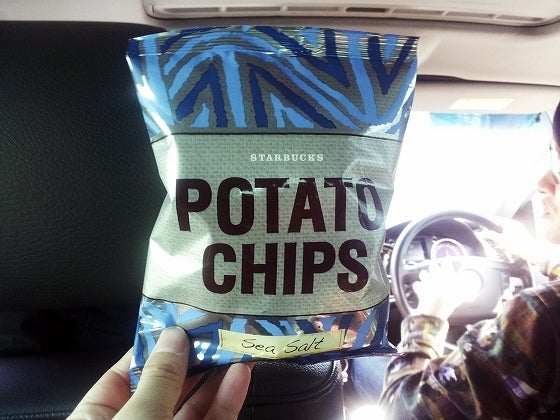 STARBUCKS
POTATO
CHIPS
Sea Salt